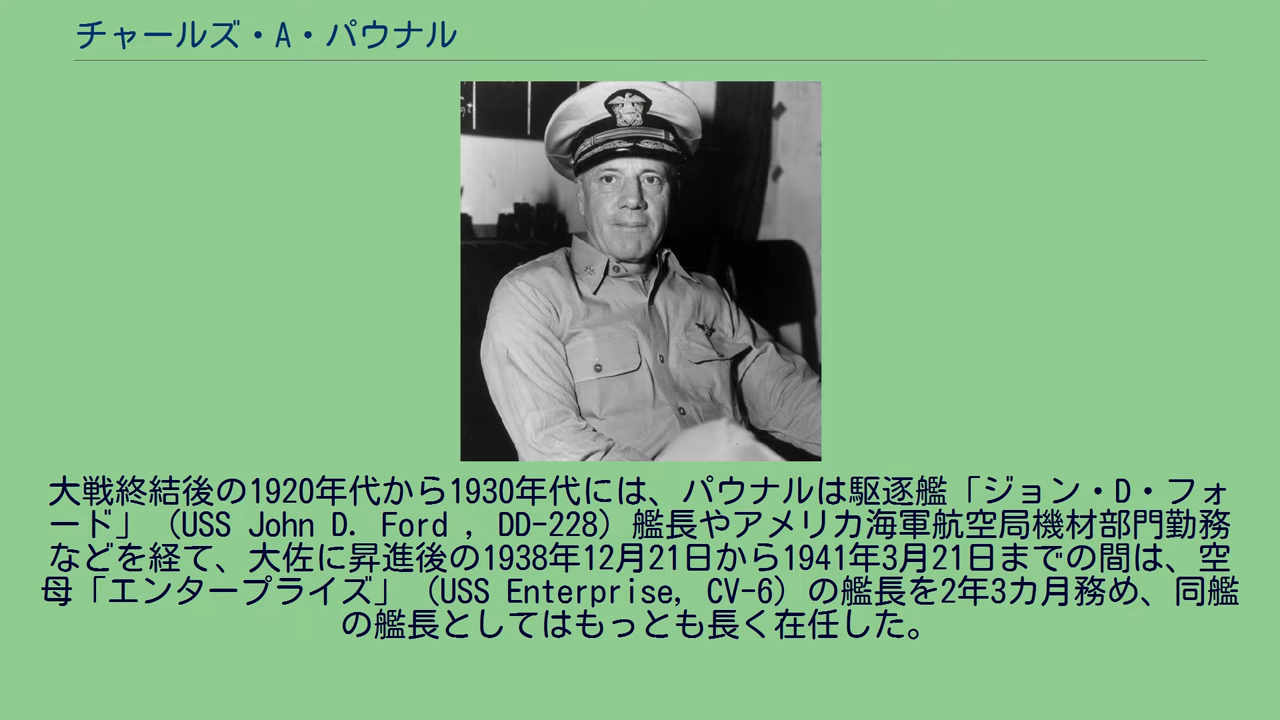 チャールズ・A・パウナル
大戦終結後の1920年代から1930年代には、パウナルは駆逐艦「ジョン・D・フォ
ード」（USS John D. Ford , DD-228）艦長やアメリカ海軍航空局機材部門勤務
などを経て、大佐に昇進後の1938年12月21日から1941年3月21日までの間は、空
母「エンタープライズ」（USS Enterprise, CV-6）の艦長を2年3カ月務め、同艦
の艦長としてはもっとも長く在任した。